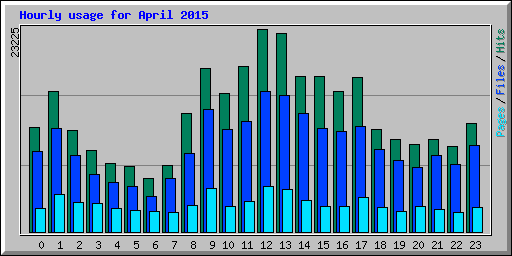 Hourly usage for April 2015
23225
Pages/Files/Hits
0 1 2 3 4 5 6 7 8 9 10 11 12 13 14 15 16 17 18 19 20 21 22 23